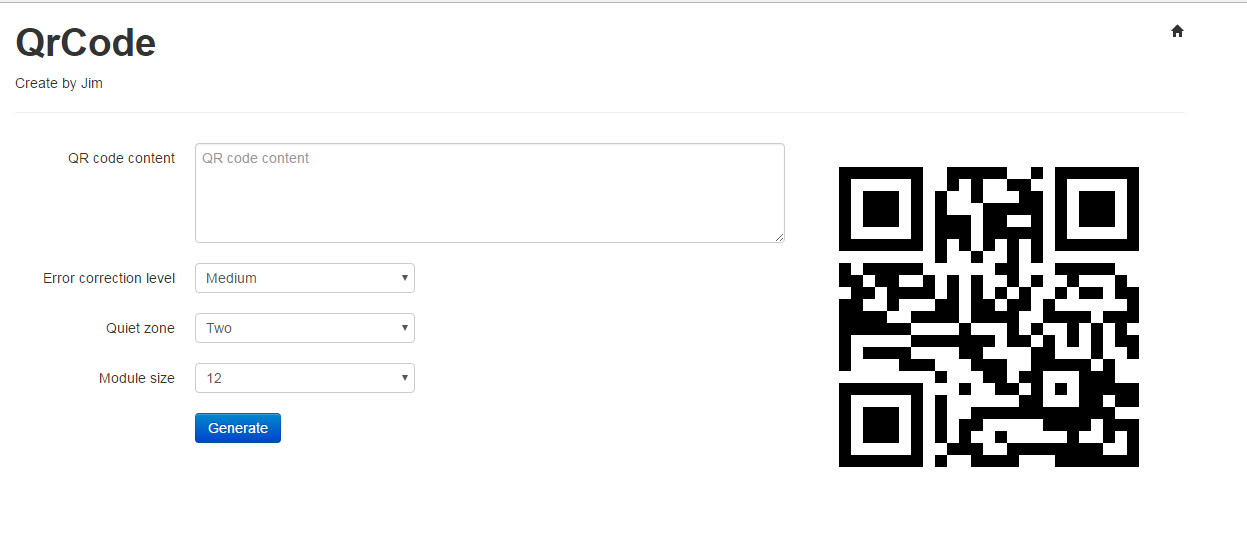 QrCode
Create by Jim
QR code content
QR code content
Error correction level
Medium
Quiet zone
Two
Module size
12
Generate